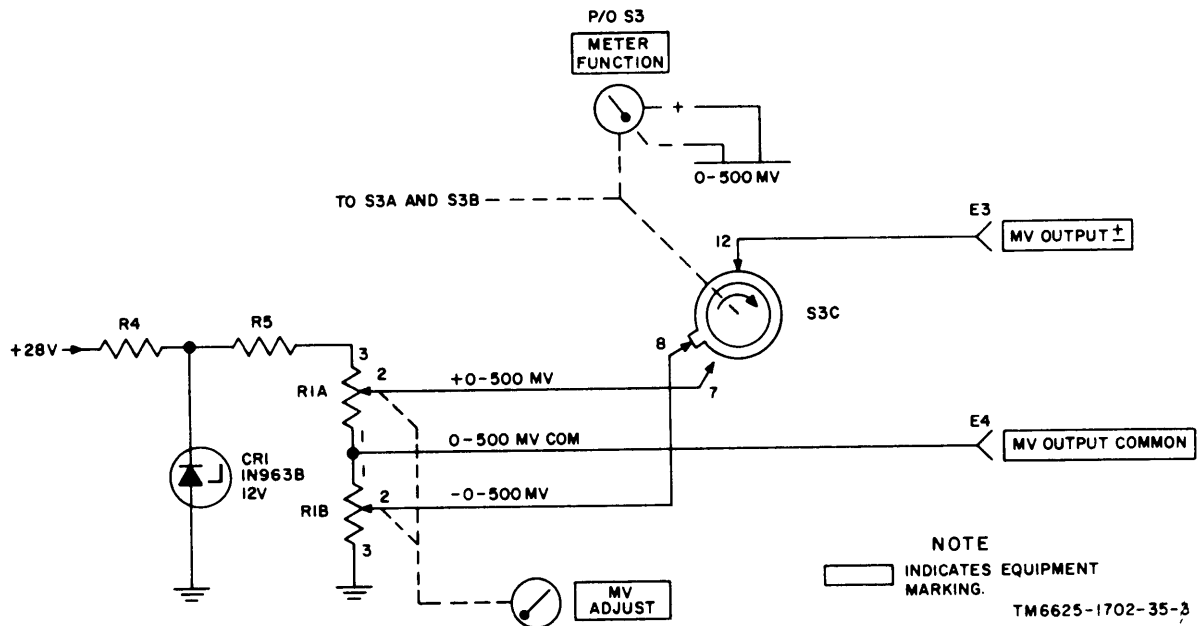 P/O S3
METER
FUNCTION
+
–
0-500 MV
TO S3A AND S3B
E3
MV OUTPUT ±
12
S3C
8
7
R4
R5
+28V
3
2
R1A
+0-500 MV
1
0-500 MV COM
E4
MV OUTPUT COMMON
1
CR1
1N963B
12V
2
R1B
-0-500 MV
3
NOTE
INDICATES EQUIPMENT
MARKING.
MV
ADJUST
TM6625-1702-35-3